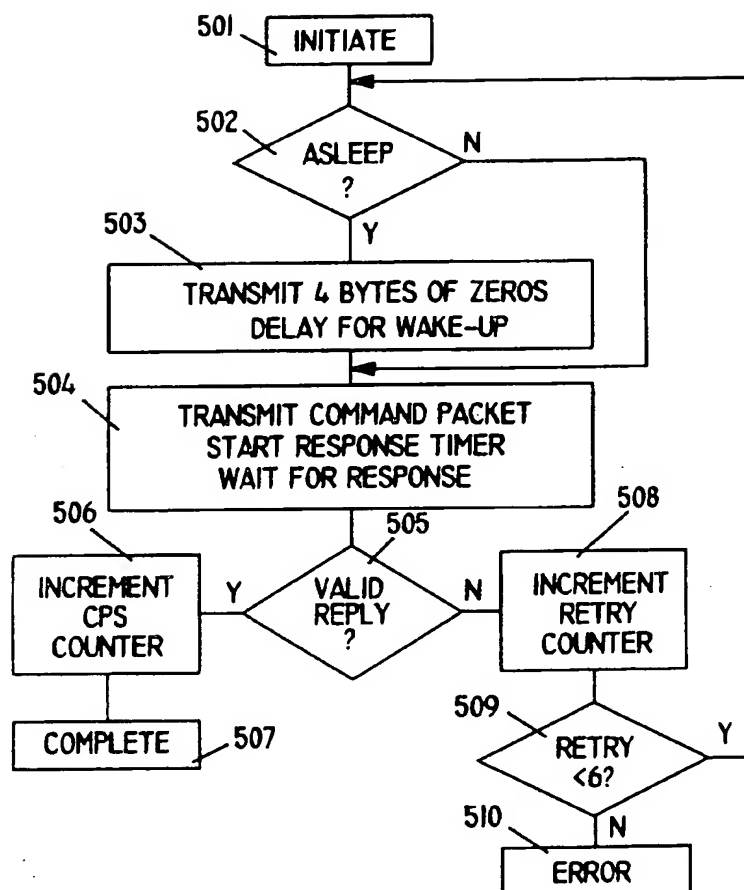 501
INITIATE
502
ASLEEP
?
N
Y
503
TRANSMIT 4 BYTES OF ZEROS
DELAY FOR WAKE-UP
504
TRANSMIT COMMAND PACKET
START RESPONSE TIMER
WAIT FOR RESPONSE
506
505
508
INCREMENT
CPS
COUNTER
Y
VALID
REPLY
?
N
INCREMENT
RETRY
COUNTER
COMPLETE
507
509
RETRY
<6?
Y
N
510
ERROR